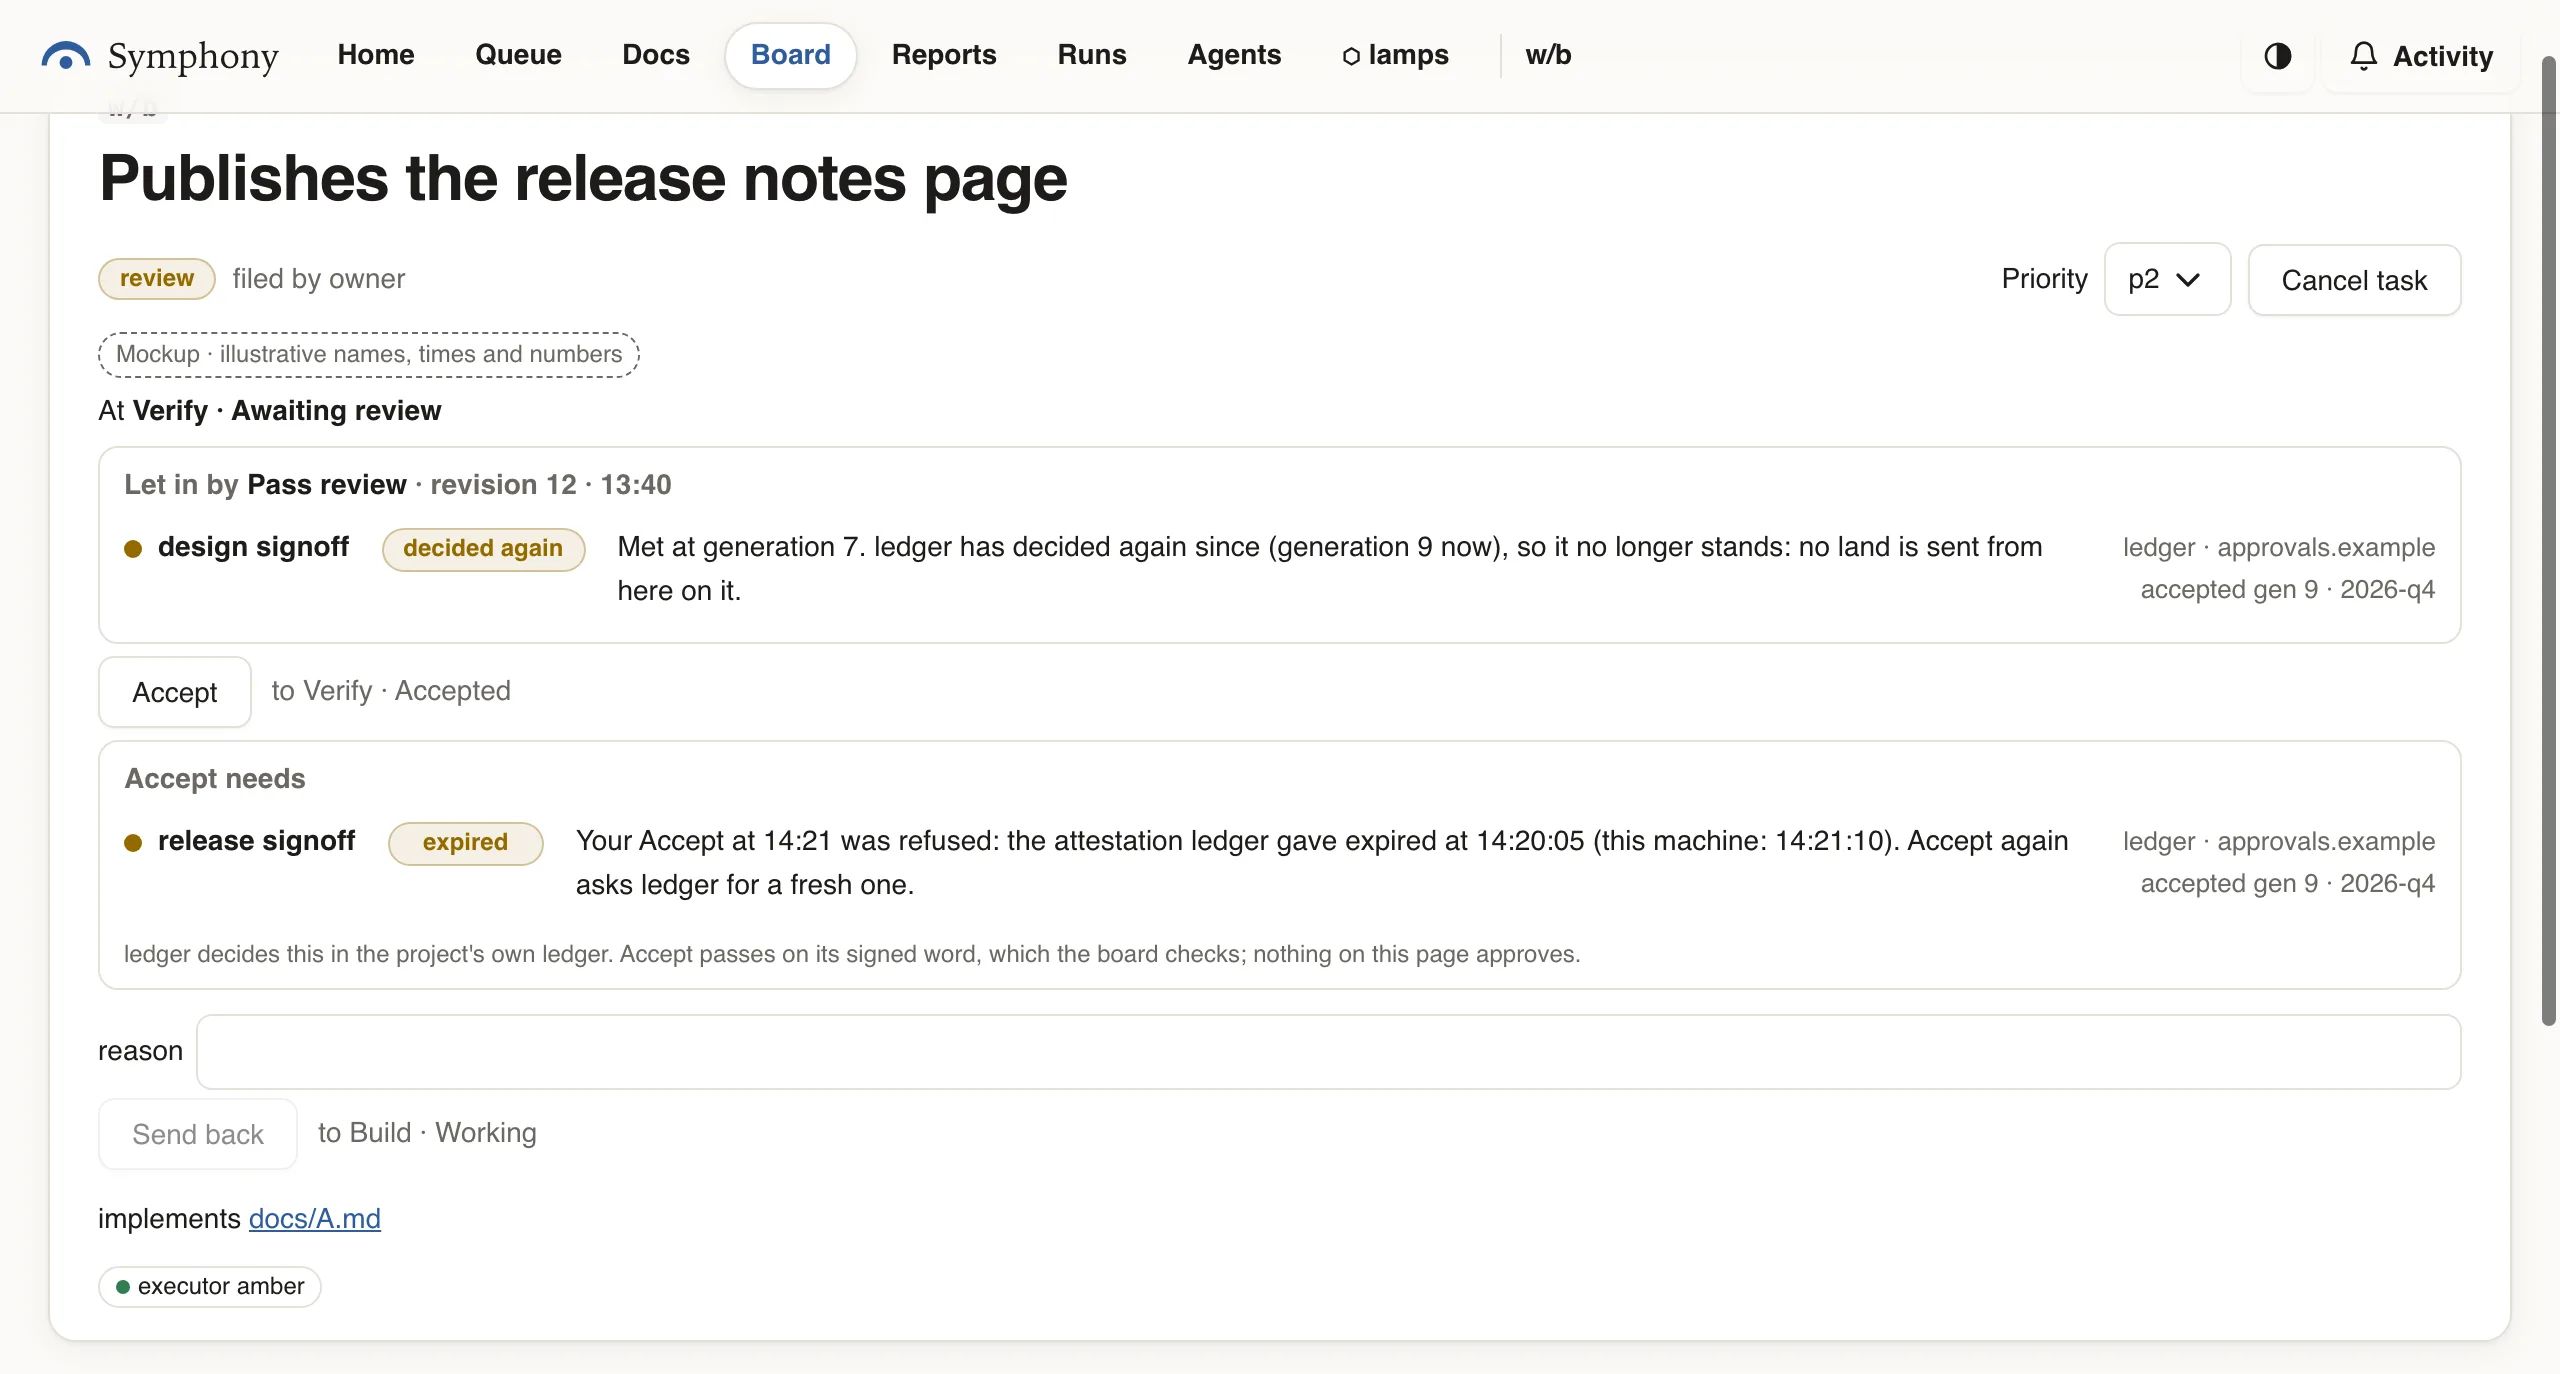 Symphony Home Queue Docs Board Reports Runs Agents lamps w/b Activity
w/b
Publishes the release notes page
review filed by owner Priority p2 Cancel task
Mockup · illustrative names, times and numbers
At Verify · Awaiting review
Let in by Pass review · revision 12 · 13:40
design signoff decided again Met at generation 7. ledger has decided again since (generation 9 now), so it no longer stands: no land is sent from ledger · approvals.example
here on it. accepted gen 9 · 2026-q4
Accept to Verify · Accepted
Accept needs
release signoff expired Your Accept at 14:21 was refused: the attestation ledger gave expired at 14:20:05 (this machine: 14:21:10). Accept again ledger · approvals.example
asks ledger for a fresh one. accepted gen 9 · 2026-q4
ledger decides this in the project's own ledger. Accept passes on its signed word, which the board checks; nothing on this page approves.
reason
Send back to Build · Working
implements docs/A.md
executor amber